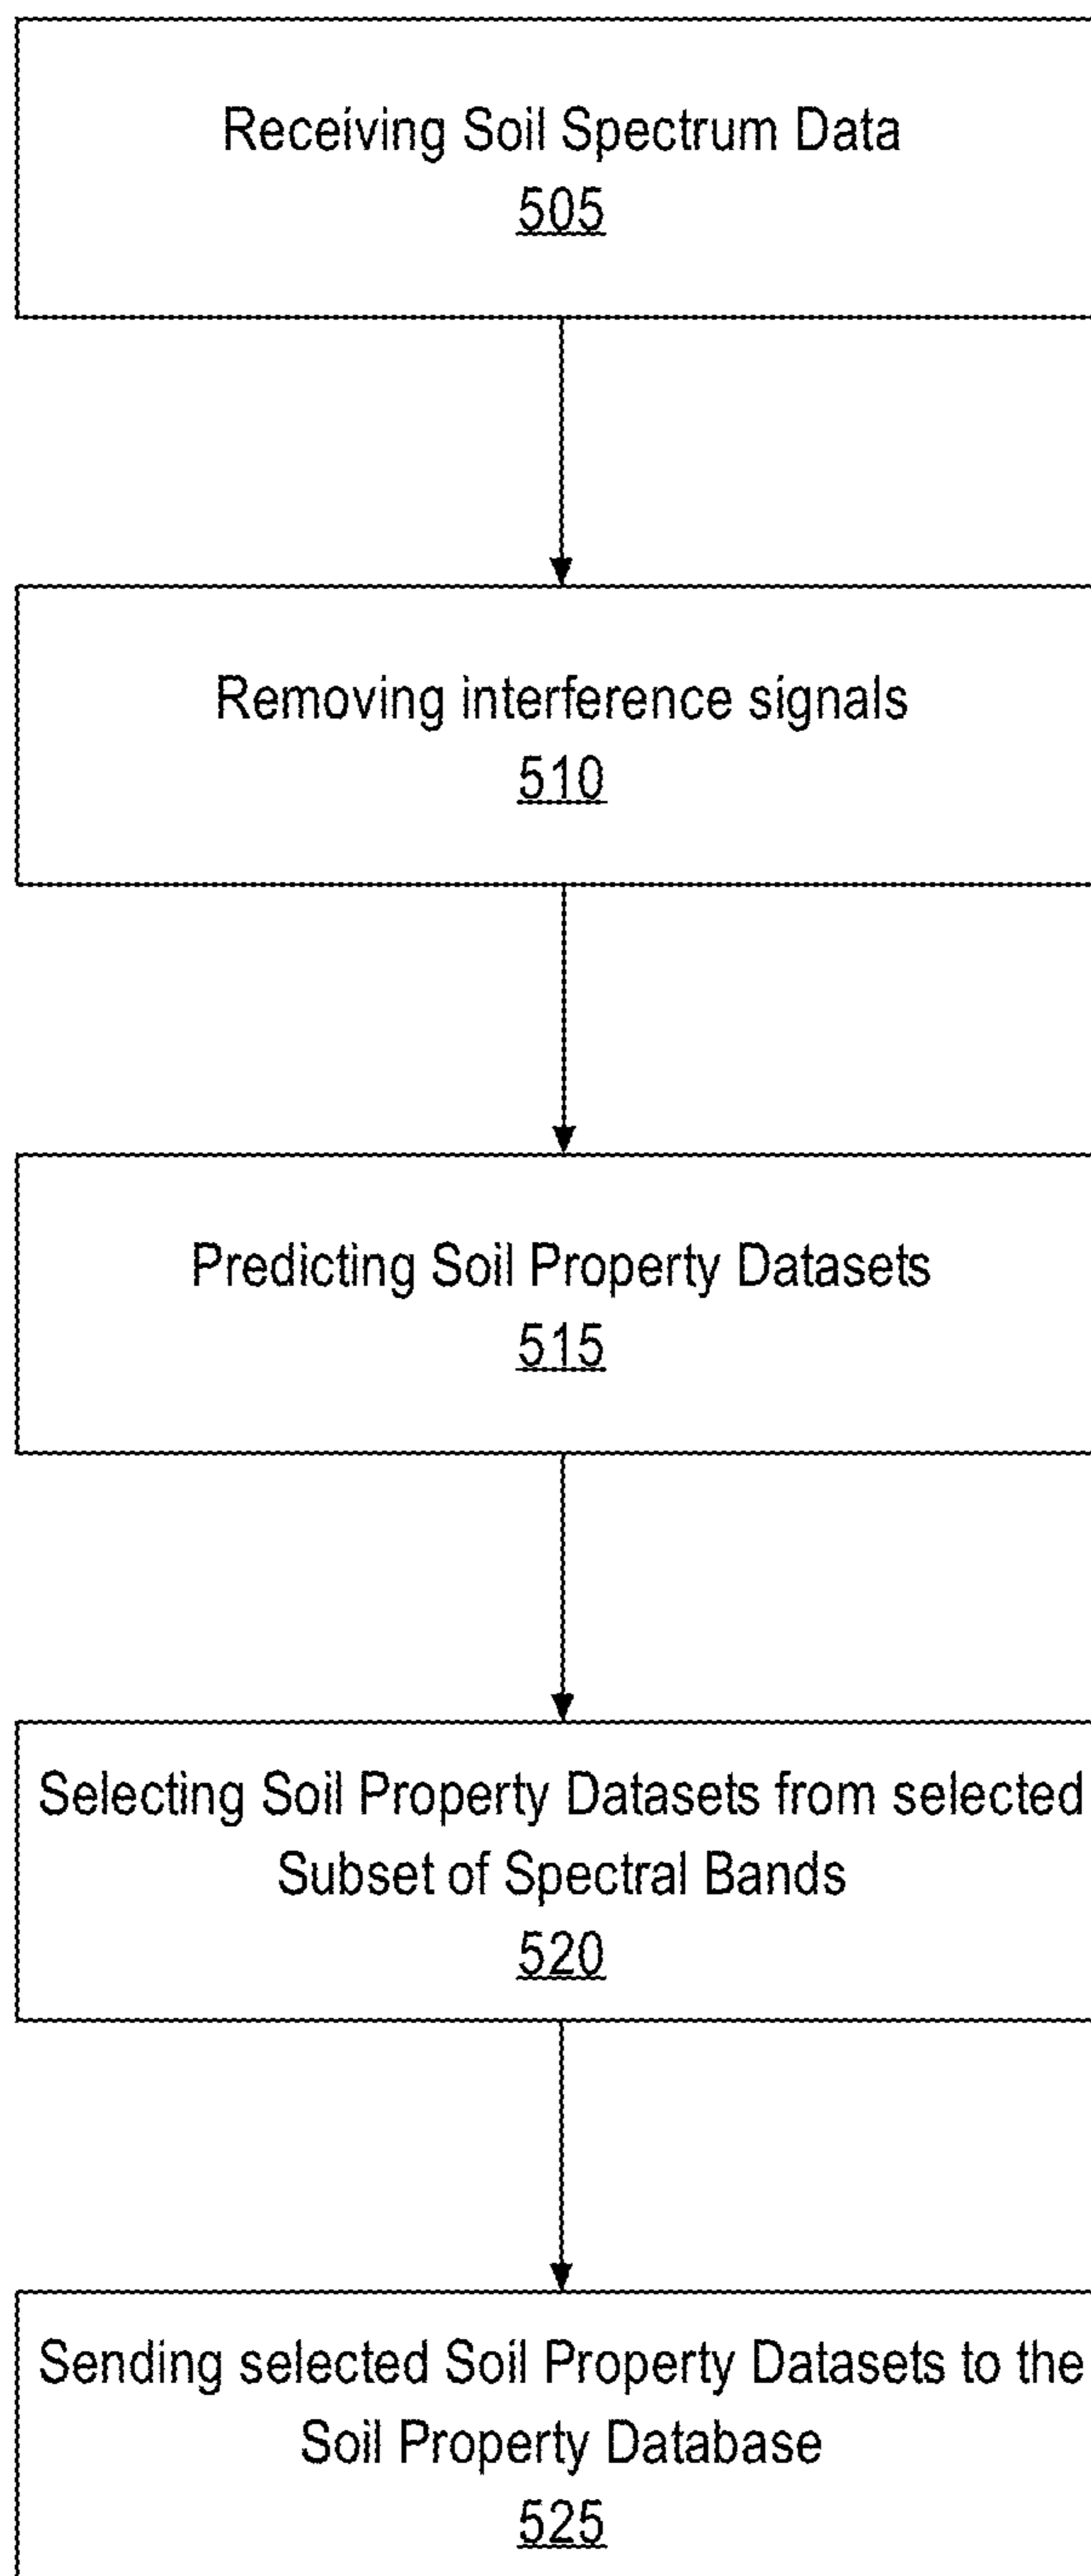 Receiving Soil Spectrum Data
505
Removing interference signals
510
Predicting Soil Property Datasets
515
Selecting Soil Property Datasets from selected
Subset of Spectral Bands
520
Sending selected Soil Property Datasets to the
Soil Property Database
525